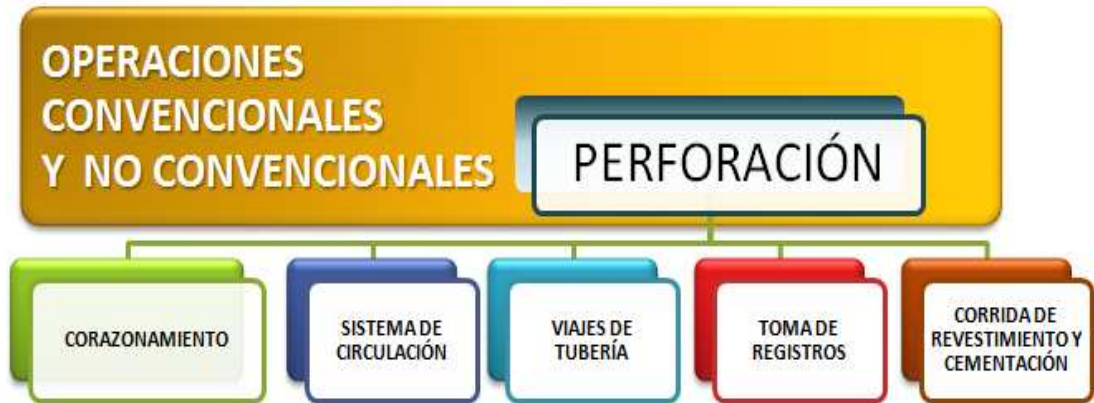 OPERACIONES
CONVENCIONALES
Y NO CONVENCIONALES
PERFORACIÓN
CORAZONAMIENTO
SISTEMA DE
CIRCULACIÓN
VIAJES DE
TUBERÍA
TOMA DE
REGISTROS
CORRIDA DE
REVESTIMIENTO Y
CEMENTACIÓN